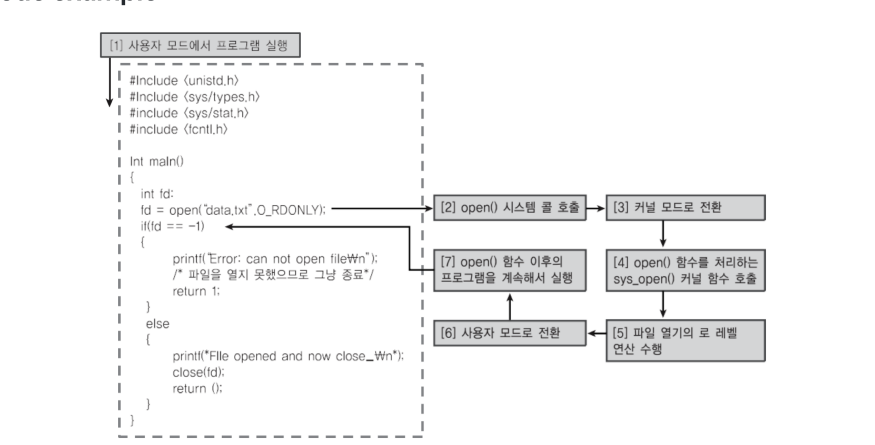 [1] 사용자 모드에서 프로그램 실행
#Include <unistd.h>
#Include <sys/types.h>
#include <sys/stat.h>
#include <fcntl.h>
Int maln()
{
int fd:
fd = open("data.txt",O_RDONLY);
if(fd == -1)
{
printf("Error: can not open file₩n");
/* 파일을 열지 못했으므로 그냥 종료*/
return 1;
}
else
{
printf("FIle opened and now close_₩n");
close(fd);
return ();
}
}
[2] open() 시스템 콜 호출
[3] 커널 모드로 전환
[4] open() 함수를 처리하는
sys_open() 커널 함수 호출
[5] 파일 열기의 로 레벨
연산 수행
[6] 사용자 모드로 전환
[7] open() 함수 이후의
프로그램을 계속해서 실행